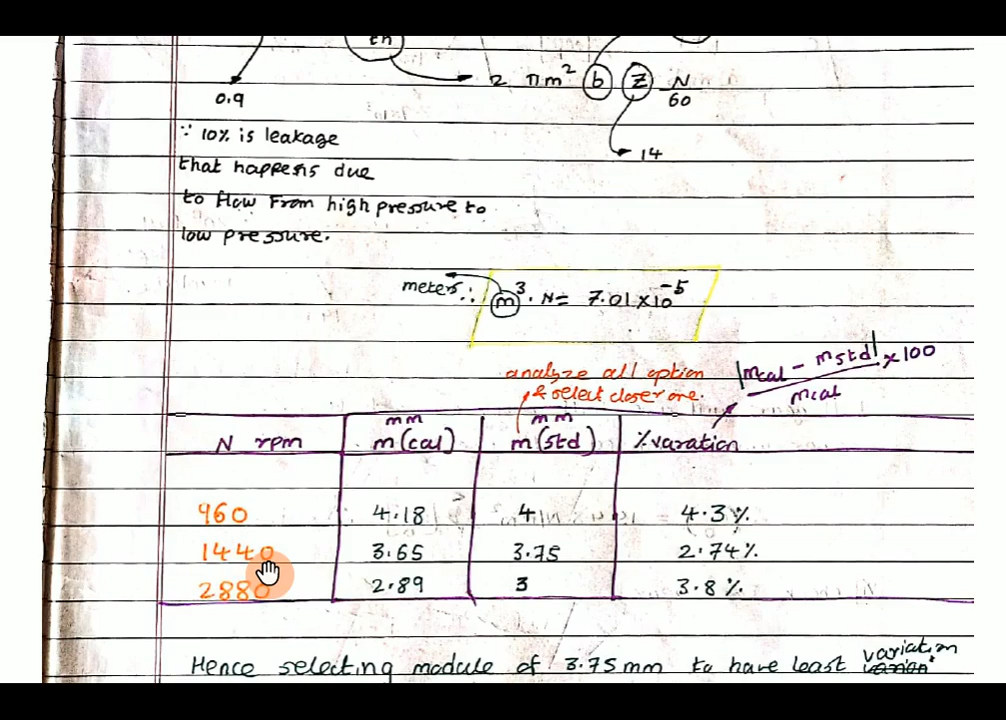 th
2 πm² b Z N/60
0.9
∵ 10% is leakage
14
that happens due
to flow From high pressure to
low pressure.
meters ∴ m³. N = 7.01 × 10⁻⁵
analyze all option
& select closer one.
|mcal - mstd| × 100
mcal
mm mm
N rpm m(cal) m(std) % varation
960 4.18 4 4.3 %
1440 3.65 3.75 2.74 %.
2880 2.89 3 3.8 %.
Hence selecting module of 3.75 mm to have least variation